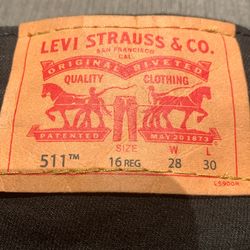 LEVI STRAUSS & CO.
SAN FRANCISCO
CAL.
ORIGINAL RIVETED
QUALITY CLOTHING
PATENTED MAY 20 1873
SIZE W L
511™ 16 REG 28 30